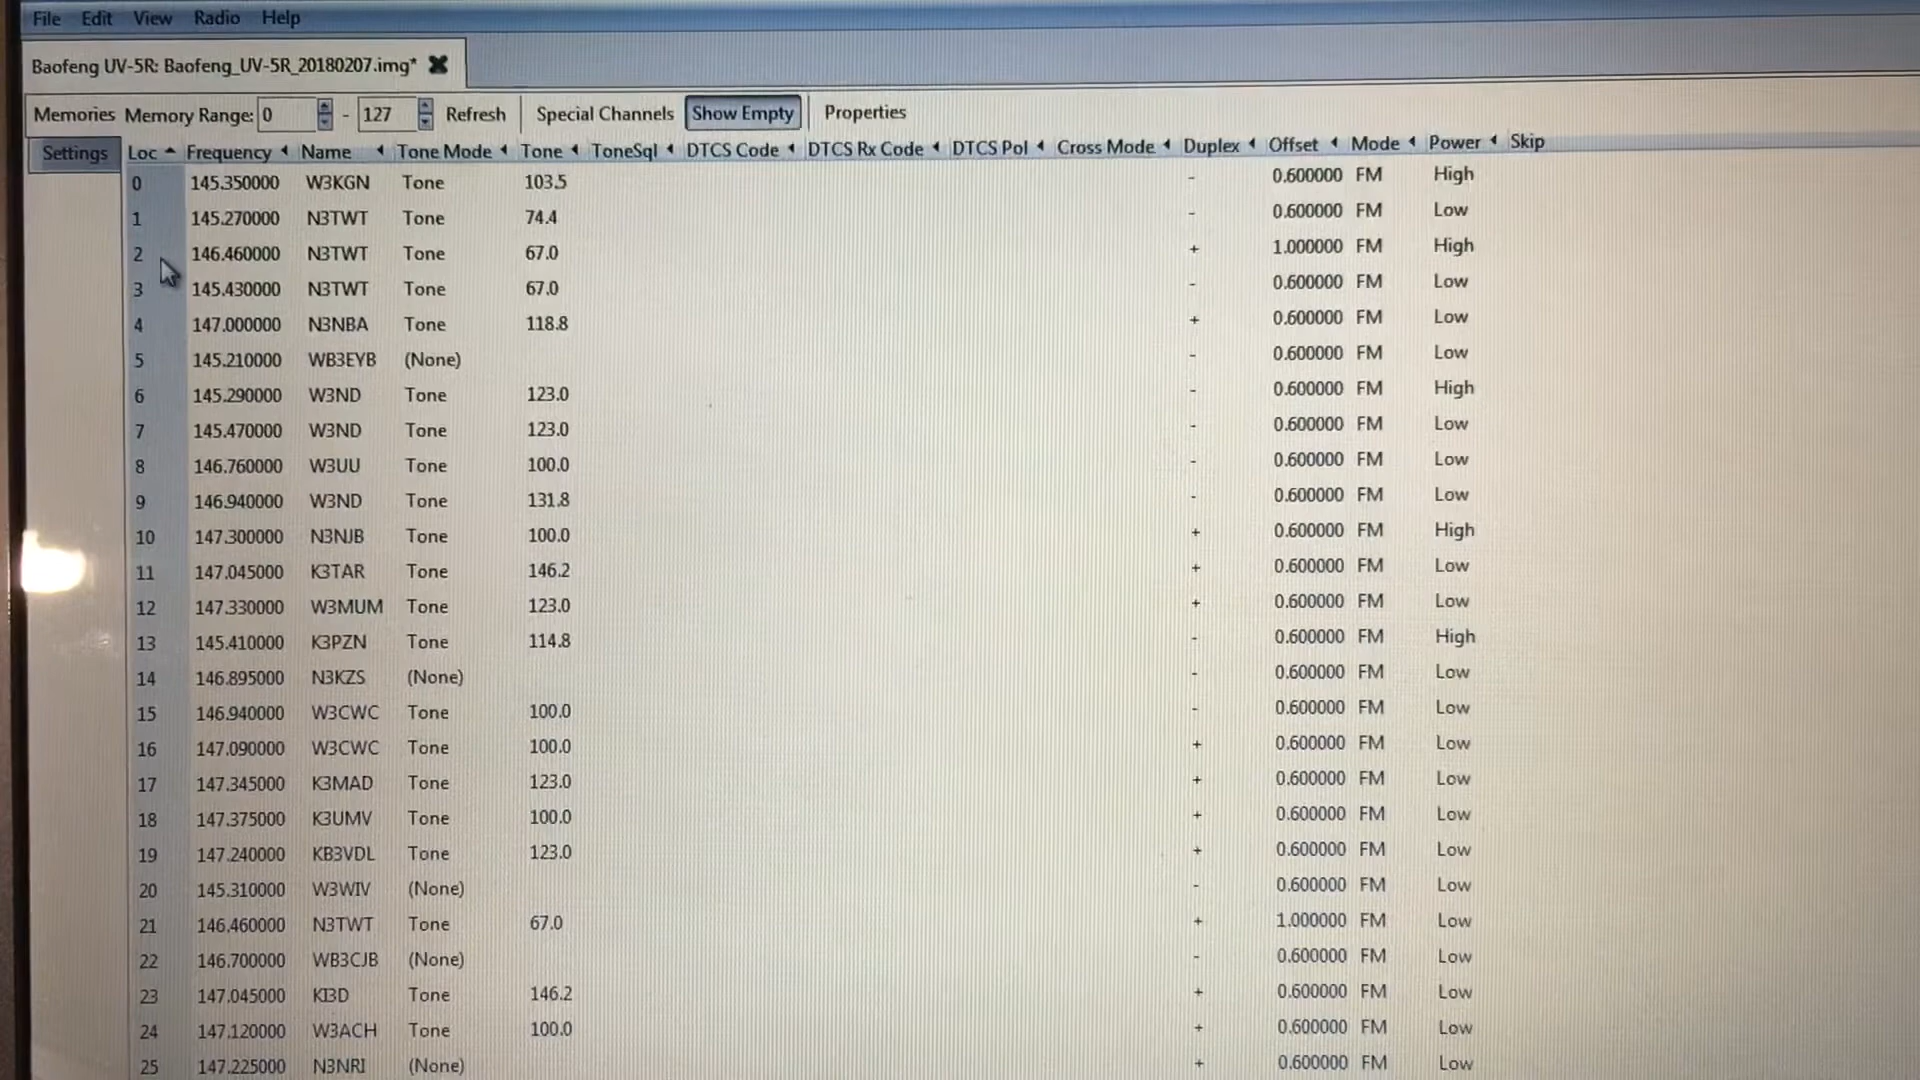 File Edit View Radio Help
Baofeng UV-5R: Baofeng_UV-5R_20180207.img*
Memories Memory Range: 0 - 127 Refresh Special Channels Show Empty Properties
Settings Loc Frequency Name Tone Mode Tone ToneSql DTCS Code DTCS Rx Code DTCS Pol Cross Mode Duplex Offset Mode Power Skip
0 145.350000 W3KGN Tone 103.5 - 0.600000 FM High
1 145.270000 N3TWT Tone 74.4 - 0.600000 FM Low
2 146.460000 N3TWT Tone 67.0 + 1.000000 FM High
3 145.430000 N3TWT Tone 67.0 - 0.600000 FM Low
4 147.000000 N3NBA Tone 118.8 + 0.600000 FM Low
5 145.210000 WB3EYB (None) - 0.600000 FM Low
6 145.290000 W3ND Tone 123.0 - 0.600000 FM High
7 145.470000 W3ND Tone 123.0 - 0.600000 FM Low
8 146.760000 W3UU Tone 100.0 - 0.600000 FM Low
9 146.940000 W3ND Tone 131.8 - 0.600000 FM Low
10 147.300000 N3NJB Tone 100.0 + 0.600000 FM High
11 147.045000 K3TAR Tone 146.2 + 0.600000 FM Low
12 147.330000 W3MUM Tone 123.0 + 0.600000 FM Low
13 145.410000 K3PZN Tone 114.8 - 0.600000 FM High
14 146.895000 N3KZS (None) - 0.600000 FM Low
15 146.940000 W3CWC Tone 100.0 - 0.600000 FM Low
16 147.090000 W3CWC Tone 100.0 + 0.600000 FM Low
17 147.345000 K3MAD Tone 123.0 + 0.600000 FM Low
18 147.375000 K3UMV Tone 100.0 + 0.600000 FM Low
19 147.240000 KB3VDL Tone 123.0 + 0.600000 FM Low
20 145.310000 W3WIV (None) - 0.600000 FM Low
21 146.460000 N3TWT Tone 67.0 + 1.000000 FM Low
22 146.700000 WB3CJB (None) - 0.600000 FM Low
23 147.045000 KI3D Tone 146.2 + 0.600000 FM Low
24 147.120000 W3ACH Tone 100.0 + 0.600000 FM Low
25 147.225000 N3NRI (None) + 0.600000 FM Low